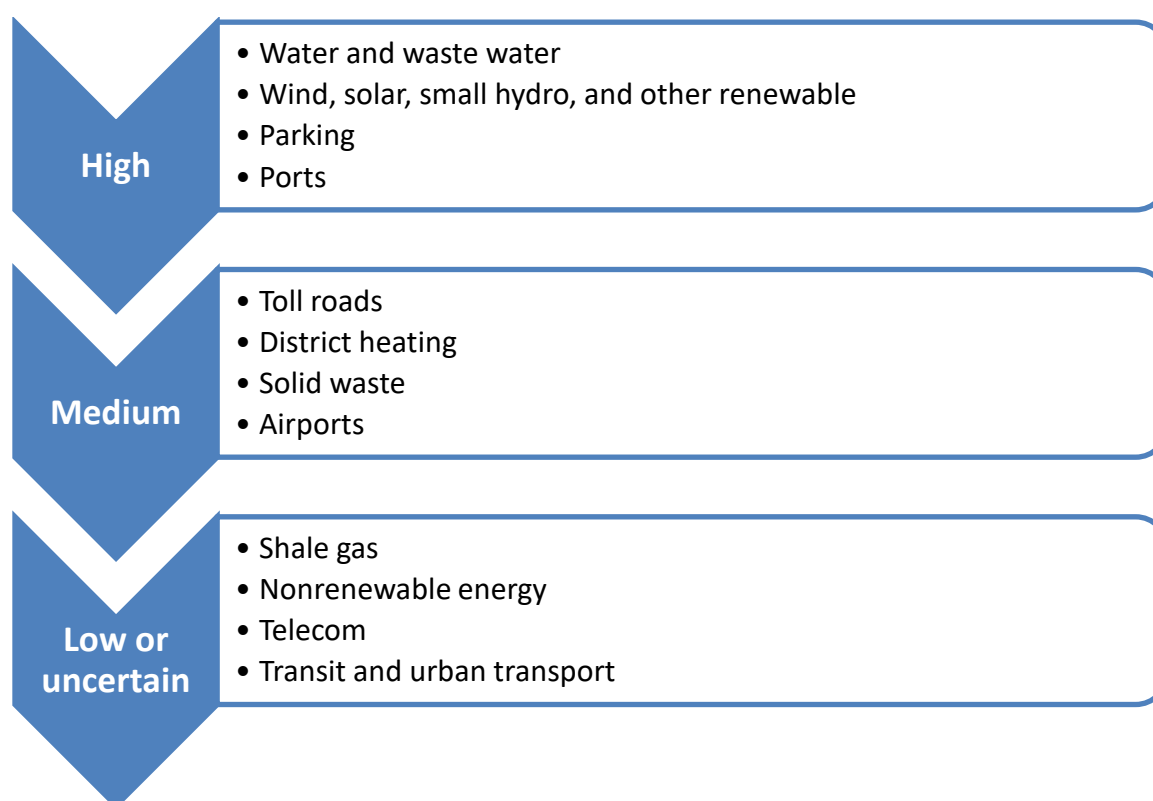 High
• Water and waste water
• Wind, solar, small hydro, and other renewable
• Parking
• Ports
Medium
• Toll roads
• District heating
• Solid waste
• Airports
Low or
uncertain
• Shale gas
• Nonrenewable energy
• Telecom
• Transit and urban transport